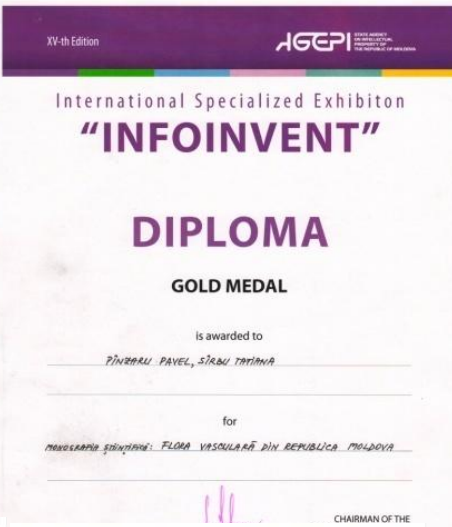 XV-th Edition
AGEPI
STATE AGENCY
ON INTELLECTUAL
PROPERTY OF
THE REPUBLIC OF MOLDOVA
International Specialized Exhibiton
“INFOINVENT”
DIPLOMA
GOLD MEDAL
is awarded to
PÎNZARU PAVEL, SÎRBU TATIANA
for
MONOGRAFIA ȘTIINȚIFICĂ: FLORA VASCULARĂ DIN REPUBLICA MOLDOVA
CHAIRMAN OF THE